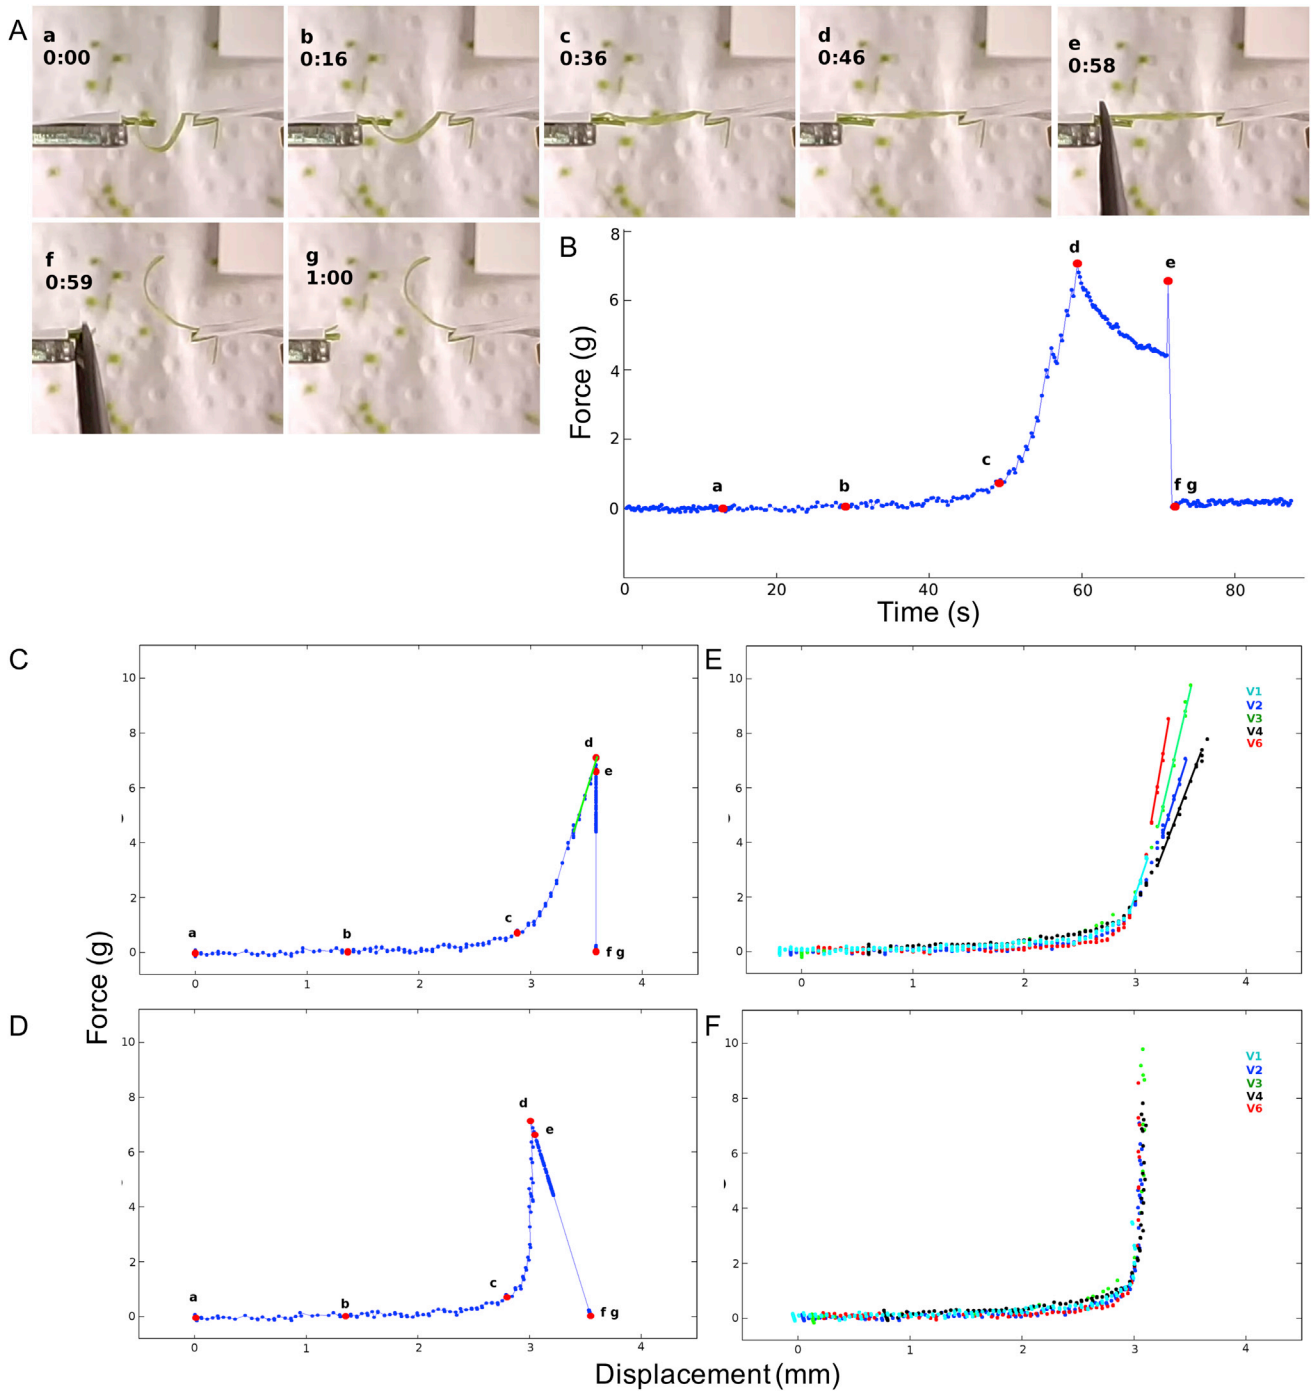 A
a
0:00
b
0:16
c
0:36
d
0:46
e
0:58
f
0:59
g
1:00
B
8
6
4
2
0
Force (g)
a
b
c
d
e
f g
0
20
40
60
80
Time (s)
C
10
8
6
4
2
0
a
b
c
d
e
f g
0
1
2
3
4
E
10
8
6
4
2
0
V1
V2
V3
V4
V6
0
1
2
3
4
Force (g)
D
10
8
6
4
2
0
a
b
c
d
e
f g
0
1
2
3
4
F
10
8
6
4
2
0
V1
V2
V3
V4
V6
0
1
2
3
4
Displacement (mm)